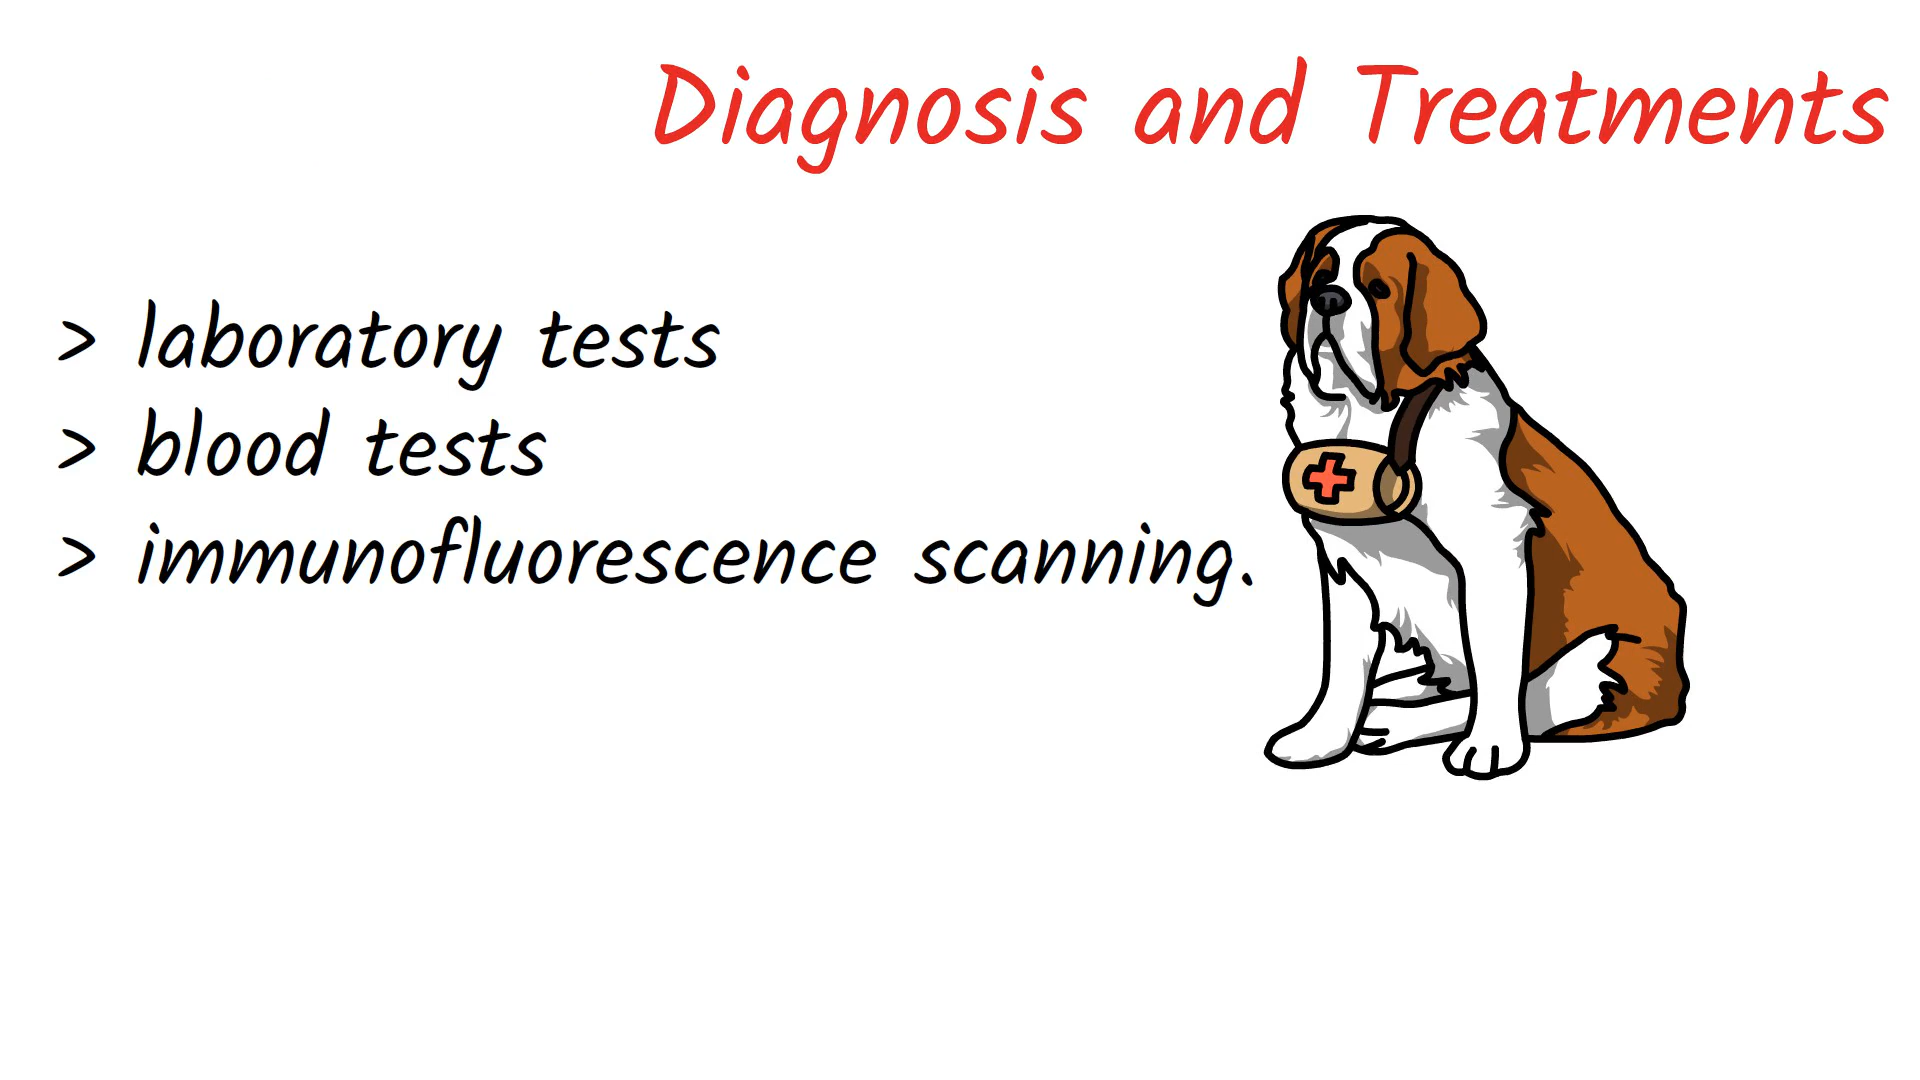 Diagnosis and Treatments
> laboratory tests
> blood tests
> immunofluorescence scanning.